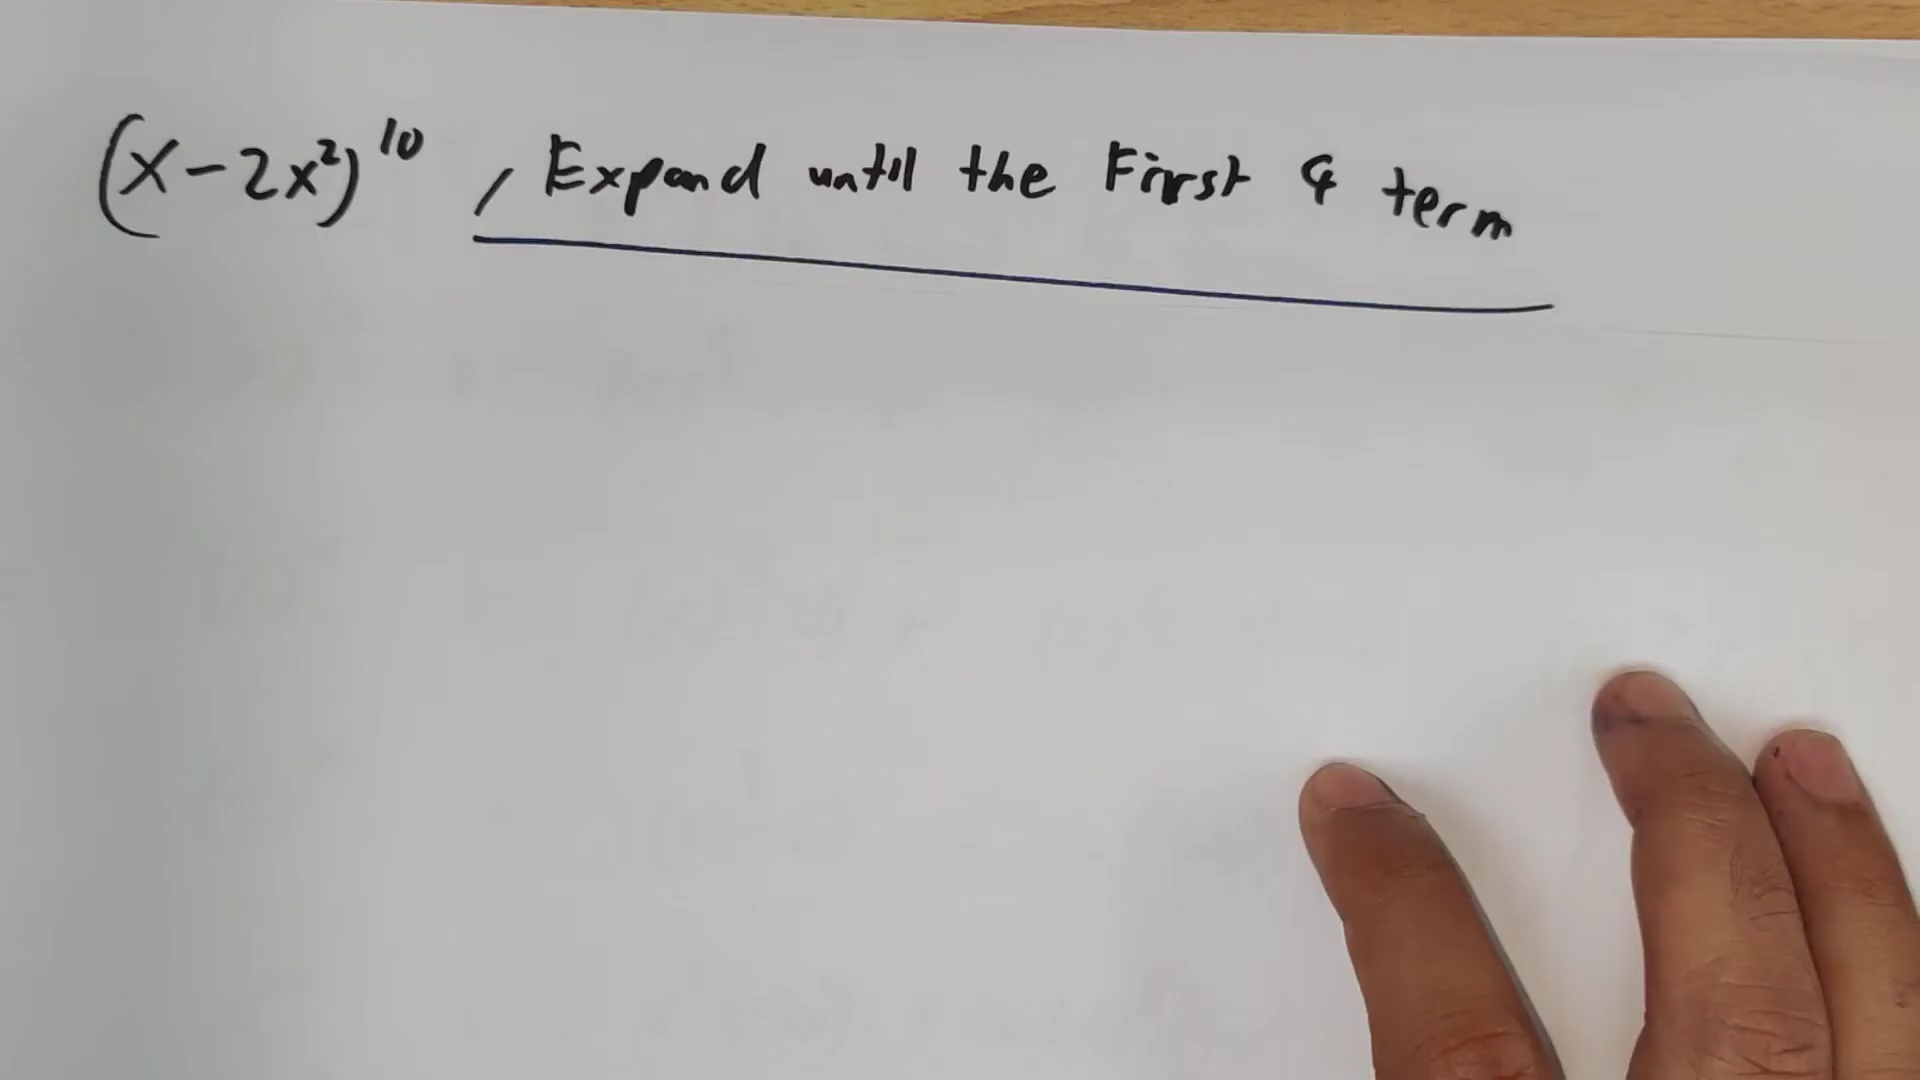 (x-2x²)¹⁰, Expand until the First 4 term